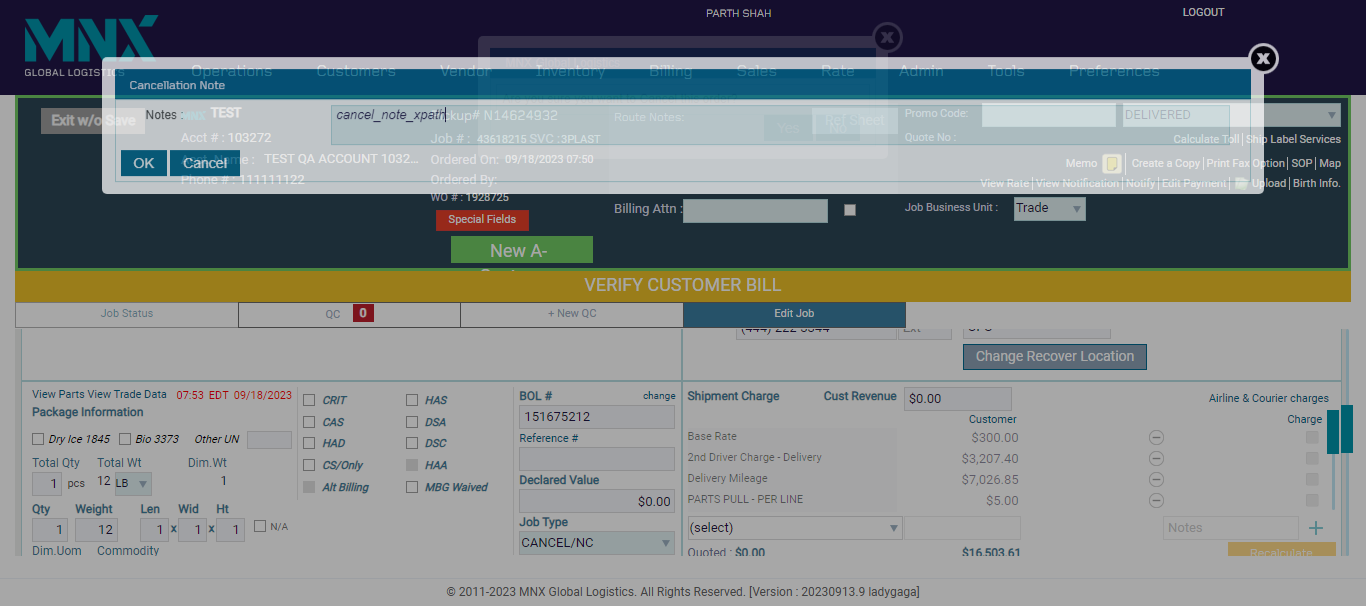 PARTH SHAH
LOGOUT
MNX
GLOBAL LOGISTICS
Operations Customers Vendor Inventory Billing Sales Rate Admin Tools Preferences
Cancellation Note
Notes : cancel_note_xpath
OK Cancel
Exit w/o Save
MNX TEST
Acct # : 103272
Acct. Name : TEST QA ACCOUNT 1032...
Phone # : 111111122
Pickup# N14624932
Job # : 43618215 SVC :3PLAST
Ordered On: 09/18/2023 07:50
Ordered By:
WO # : 1928725
Special Fields
New A-
Route Notes:
Yes No
Billing Attn :
Promo Code:
DELIVERED
Quote No :
Calculate Toll | Ship Label Services
Memo | Create a Copy | Print Fax Option | SOP | Map
View Rate | View Notification | Notify | Edit Payment | Upload | Birth Info.
Job Business Unit : Trade
VERIFY CUSTOMER BILL
Job Status QC 0 + New QC Edit Job
Ext
Change Recover Location
View Parts View Trade Data 07:53 EDT 09/18/2023
Package Information
Dry Ice 1845 Bio 3373 Other UN
Total Qty Total Wt Dim.Wt
1 pcs 12 LB 1
Qty Weight Len Wid Ht
1 12 1 x 1 x 1 N/A
Dim.Uom Commodity
CRIT HAS
CAS DSA
HAD DSC
CS/Only HAA
Alt Billing MBG Waived
BOL # change
151675212
Reference #
Declared Value
$0.00
Job Type
CANCEL/NC
Shipment Charge Cust Revenue $0.00 Airline & Courier charges
Customer Charge
Base Rate $300.00
2nd Driver Charge - Delivery $3,207.40
Delivery Mileage $7,026.85
PARTS PULL - PER LINE $5.00
(select) Notes +
Quoted : $0.00 $16,503.61 Recalculate
© 2011-2023 MNX Global Logistics. All Rights Reserved. [Version : 20230913.9 ladygaga]